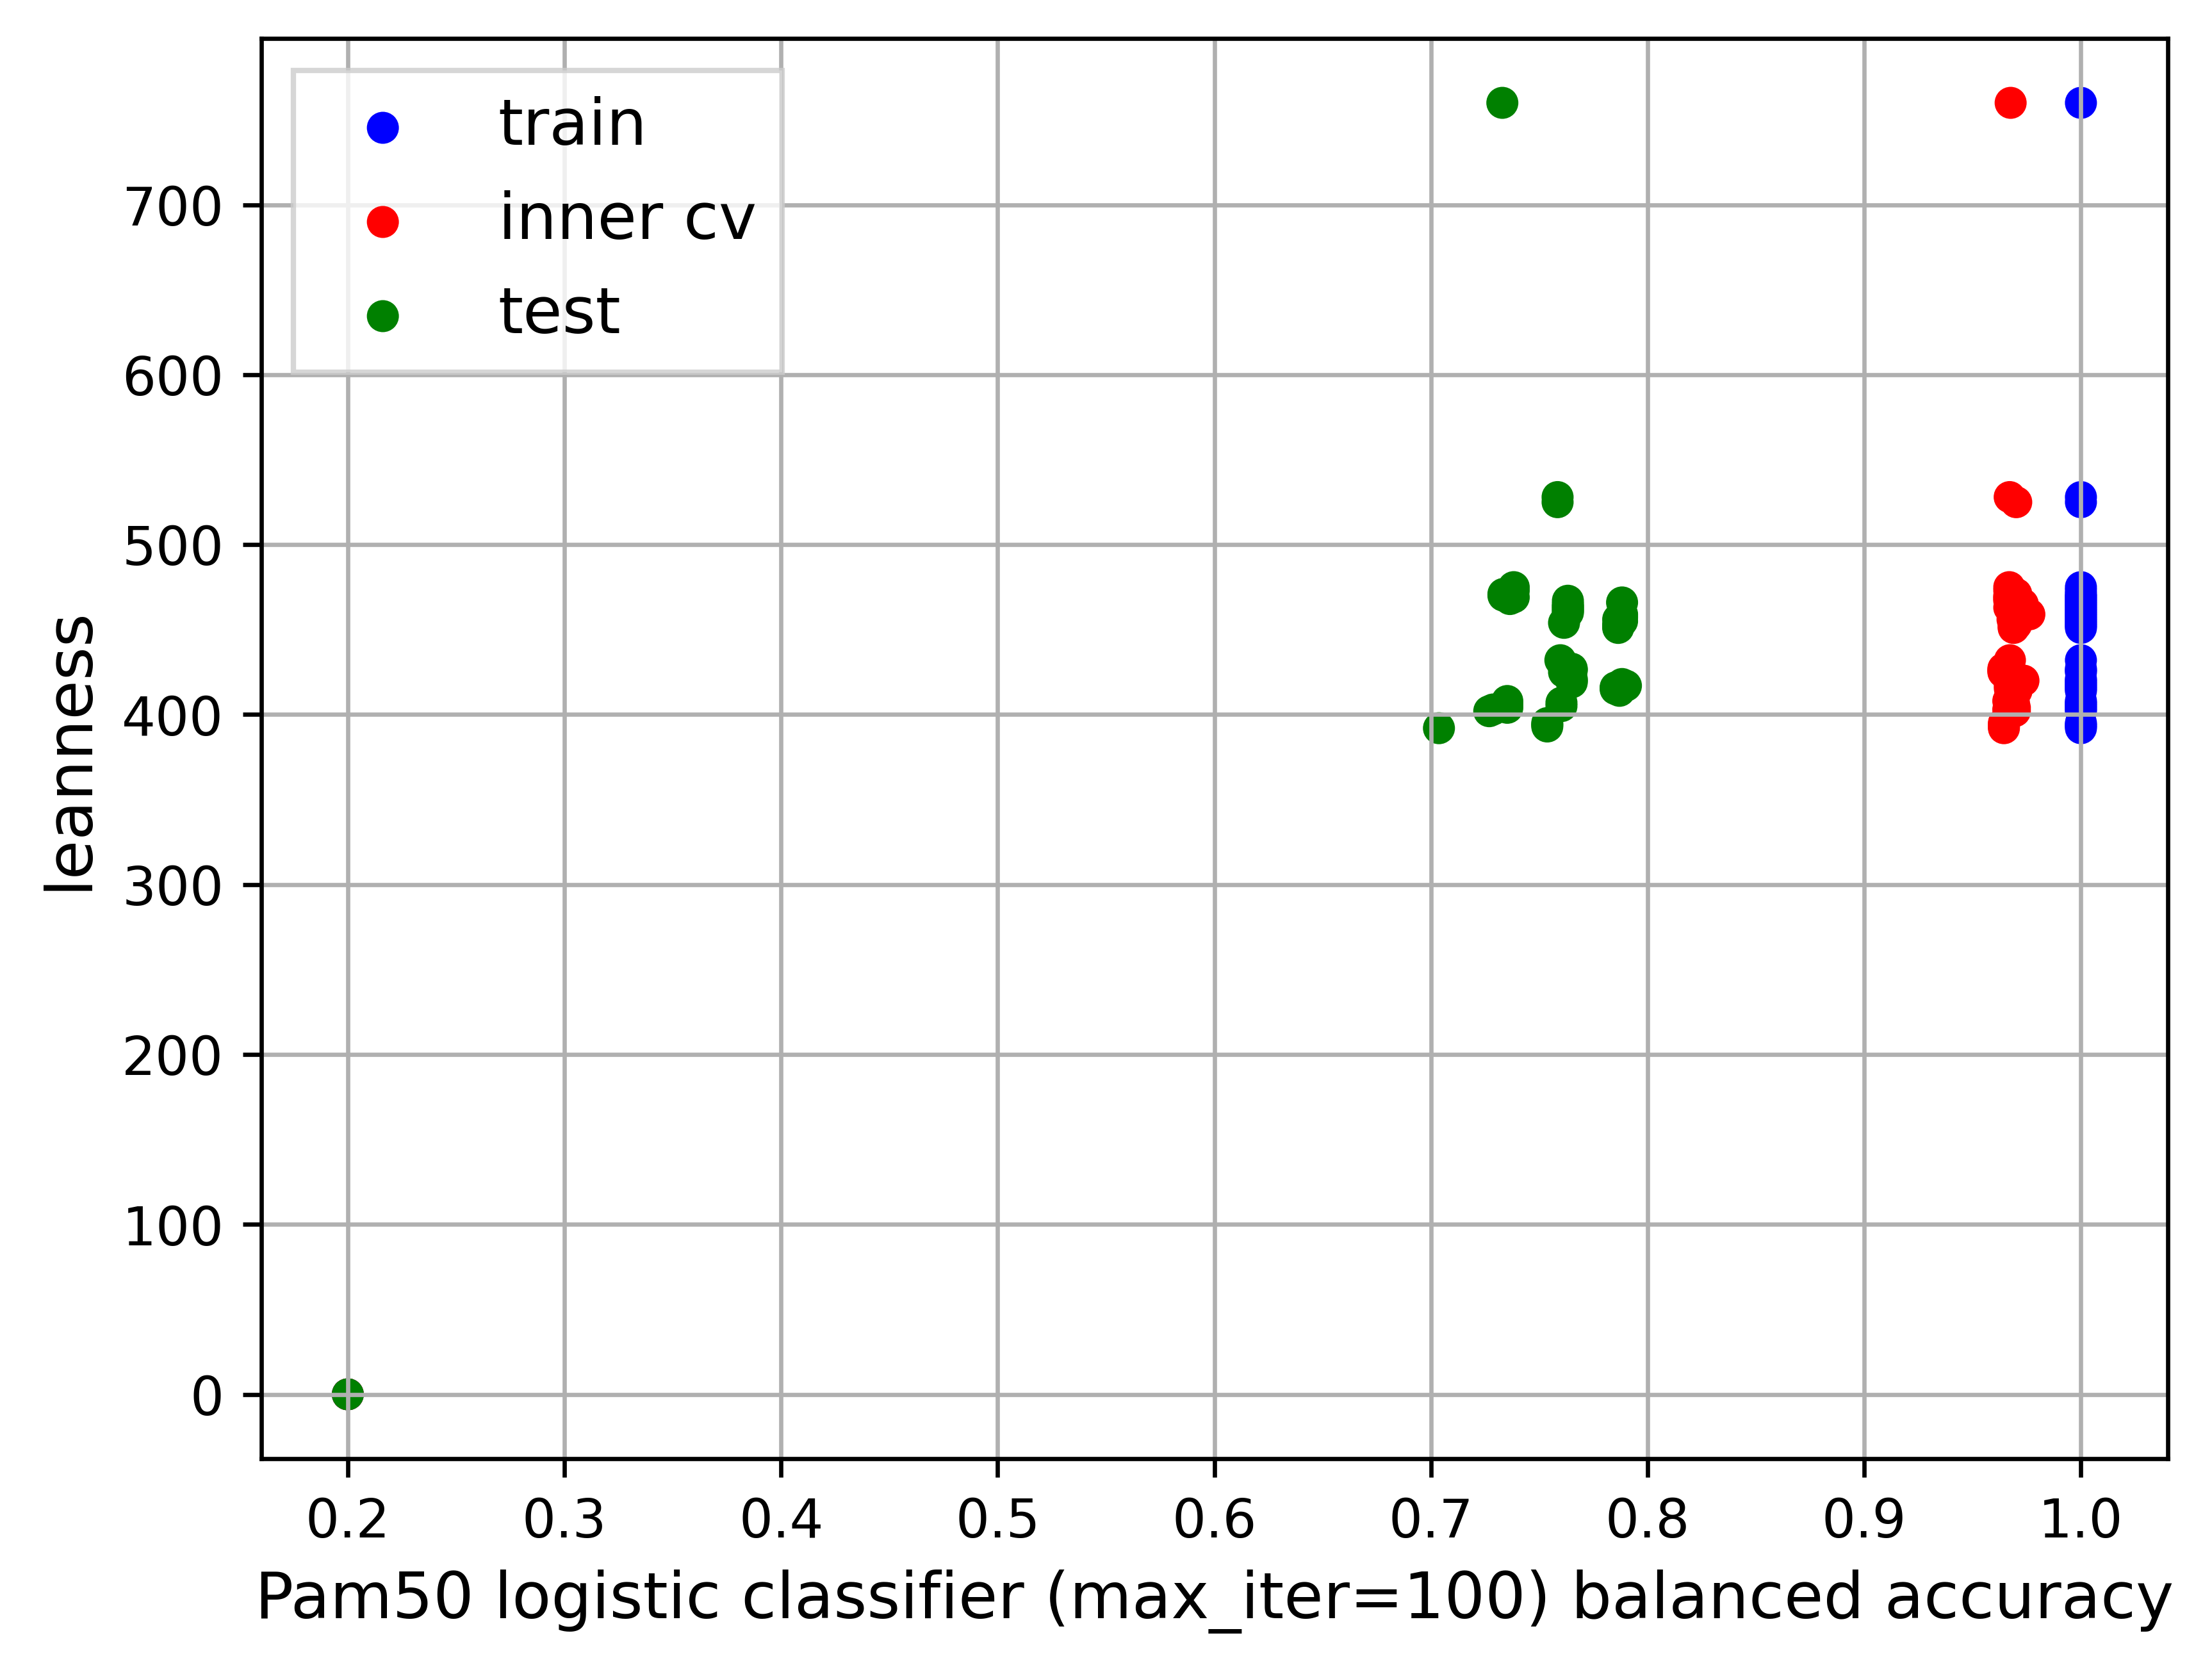 train
inner cv
test
700
600
500
400
300
200
100
0
leanness
0.2 0.3 0.4 0.5 0.6 0.7 0.8 0.9 1.0
Pam50 logistic classifier (max_iter=100) balanced accuracy